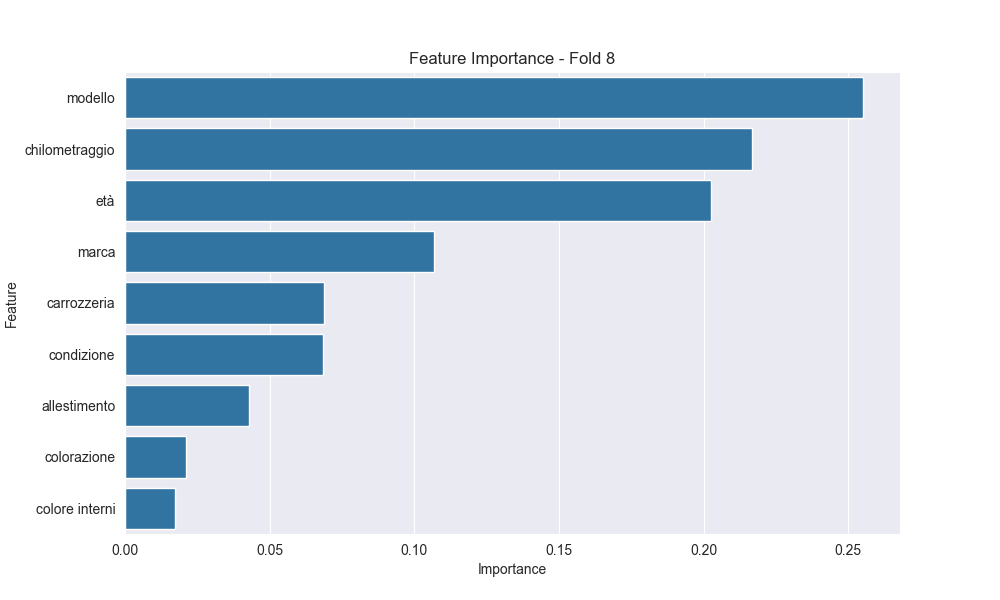 Feature Importance - Fold 8
Feature
modello
chilometraggio
età
marca
carrozzeria
condizione
allestimento
colorazione
colore interni
0.00 0.05 0.10 0.15 0.20 0.25
Importance